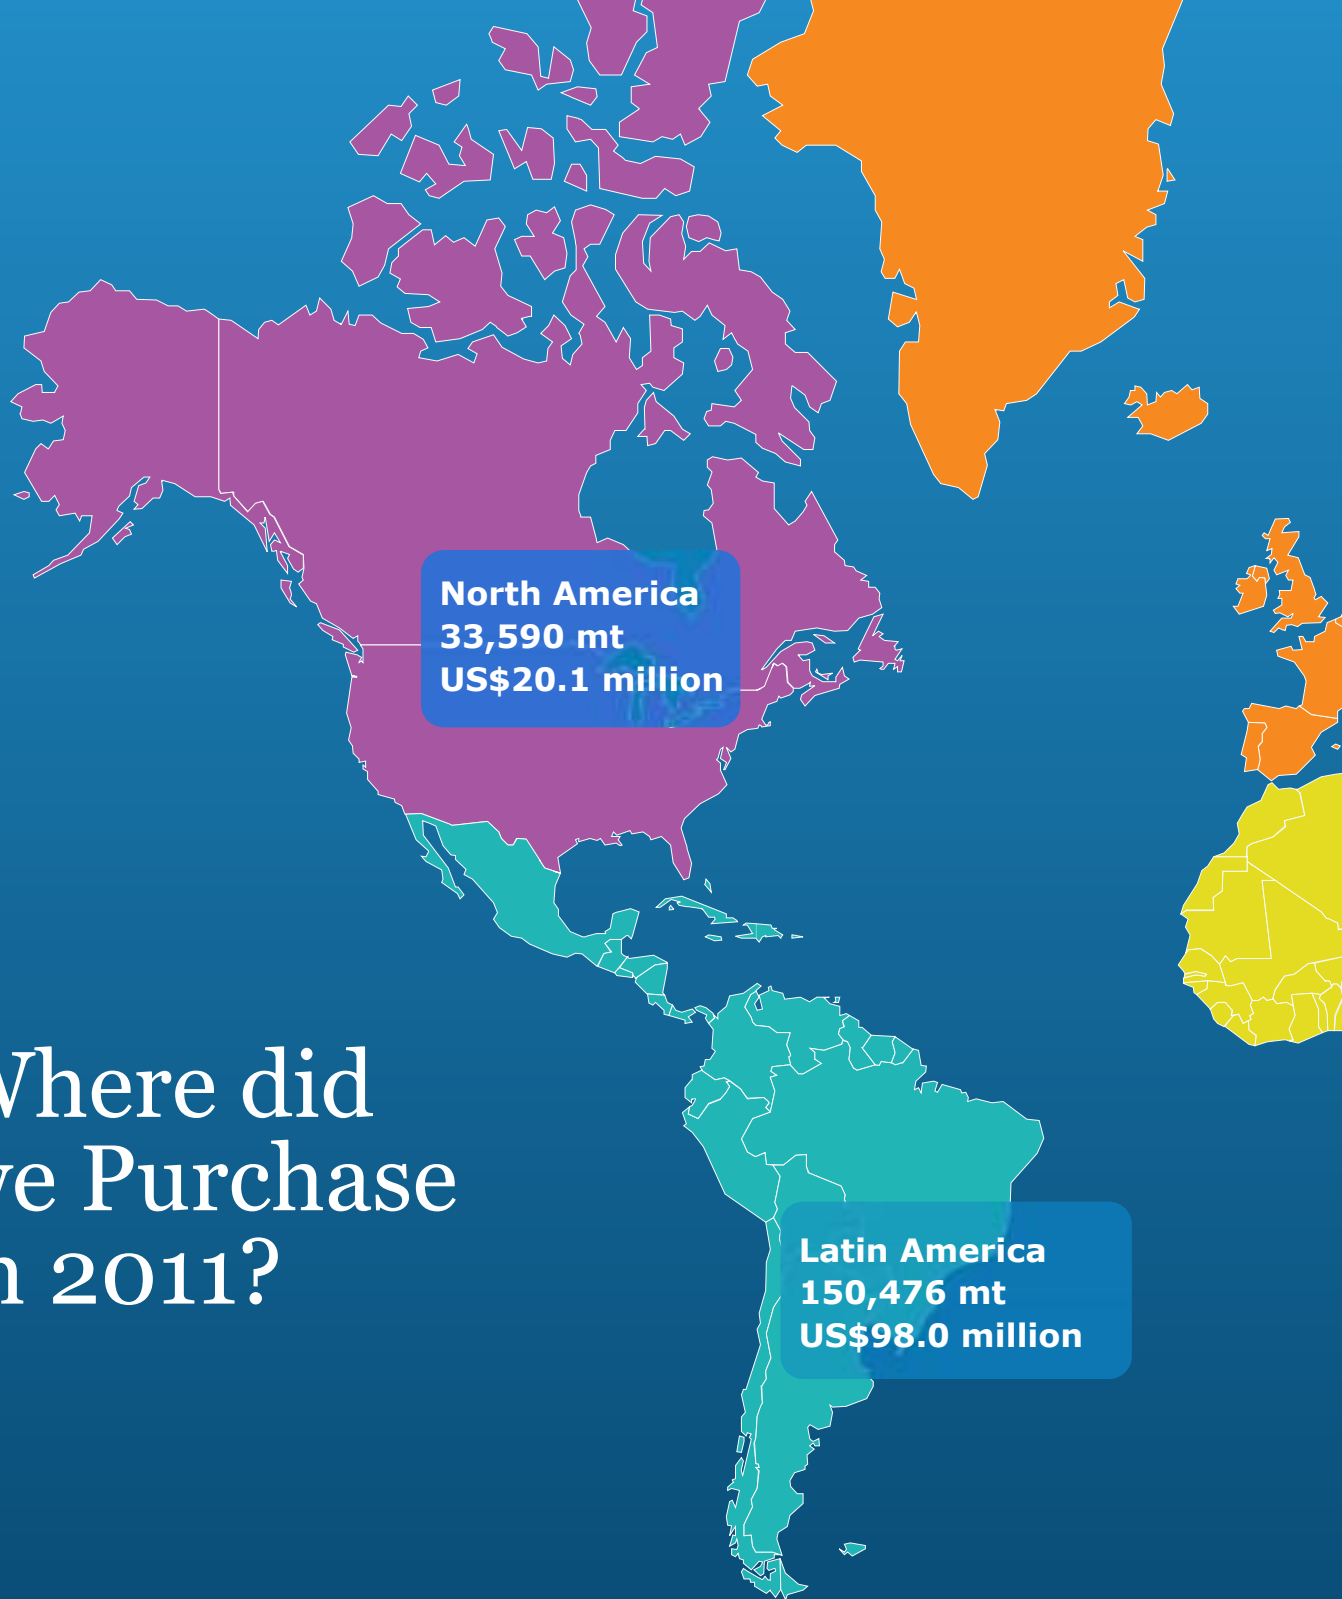 North America
33,590 mt
US$20.1 million
Where did
ve Purchase
n 2011?
Latin America
150,476 mt
US$98.0 million